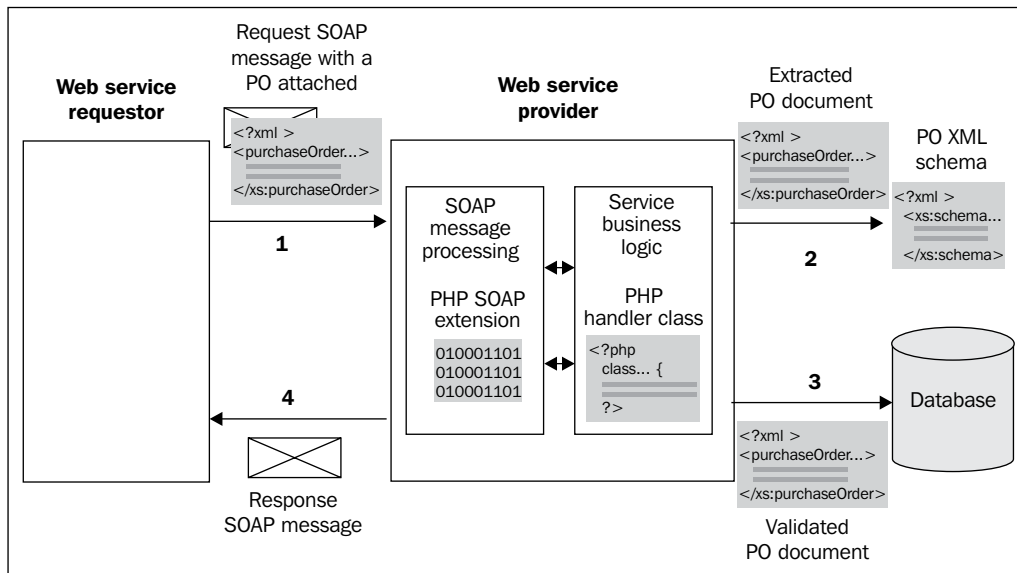 Request SOAP
message with a
PO attached
Web service
requestor
<?xml >
<purchaseOrder...>
</xs:purchaseOrder>
1
Web service
provider
SOAP
message
processing
PHP SOAP
extension
010001101
010001101
010001101
Service
business
logic
PHP
handler class
<?php
class... {
?>
Extracted
PO document
<?xml >
<purchaseOrder...>
</xs:purchaseOrder>
PO XML
schema
<?xml >
<xs:schema...
</xs:schema>
2
3
Database
<?xml >
<purchaseOrder...>
</xs:purchaseOrder>
Validated
PO document
4
Response
SOAP message